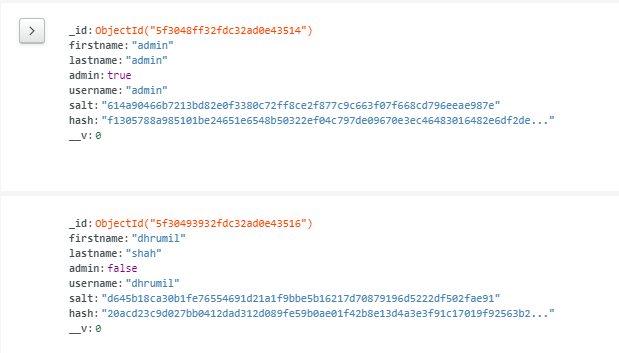 _id: ObjectId("5f3048ff32fdc32ad0e43514")
firstname: "admin"
lastname: "admin"
admin: true
username: "admin"
salt: "614a90466b7213bd82e0f3380c72ff8ce2f877c9c663f07f668cd796eeae987e"
hash: "f1305788a985101be24651e6548b50322ef04c797de09670e3ec46483016482e6df2de..."
__v: 0
_id: ObjectId("5f30493932fdc32ad0e43516")
firstname: "dhrumil"
lastname: "shah"
admin: false
username: "dhrumil"
salt: "d645b18ca30b1fe76554691d21a1f9bbe5b16217d70879196d5222df502fae91"
hash: "20acd23c9d027bb0412dad312d089fe59b0ae01f42b8e13d4a3e3f91c17019f92563b2..."
__v: 0